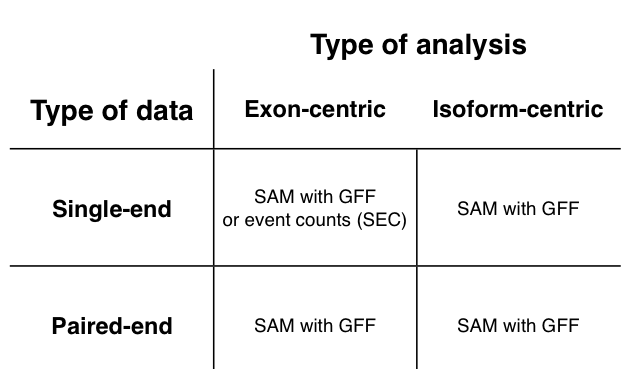 Type of analysis
Type of data
Exon-centric
Isoform-centric
Single-end
SAM with GFF
or event counts (SEC)
SAM with GFF
Paired-end
SAM with GFF
SAM with GFF